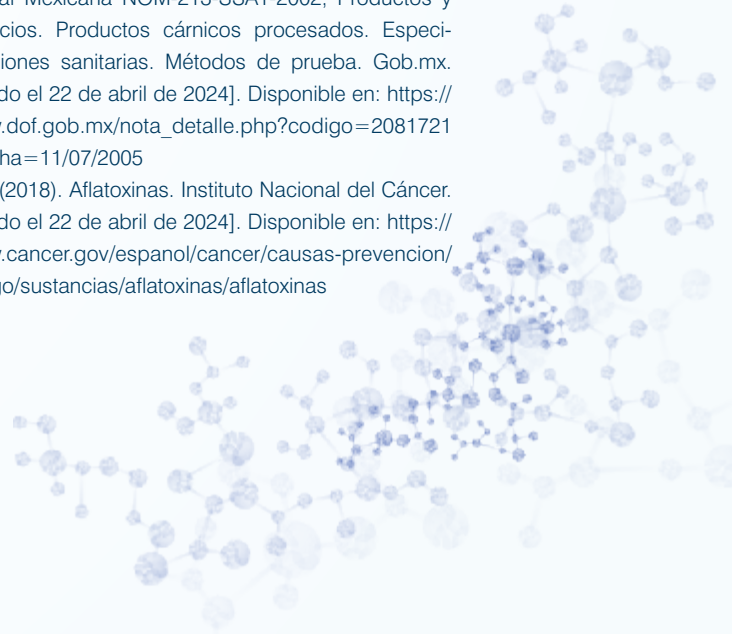 Mexicana NOM-213-SSA1-2002, Productos y
cios. Productos cárnicos procesados. Especi-
iones sanitarias. Métodos de prueba. Gob.mx.
do el 22 de abril de 2024]. Disponible en: https://
.dof.gob.mx/nota_detalle.php?codigo=2081721
ha=11/07/2005
(2018). Aflatoxinas. Instituto Nacional del Cáncer.
do el 22 de abril de 2024]. Disponible en: https://
.cancer.gov/espanol/cancer/causas-prevencion/
go/sustancias/aflatoxinas/aflatoxinas